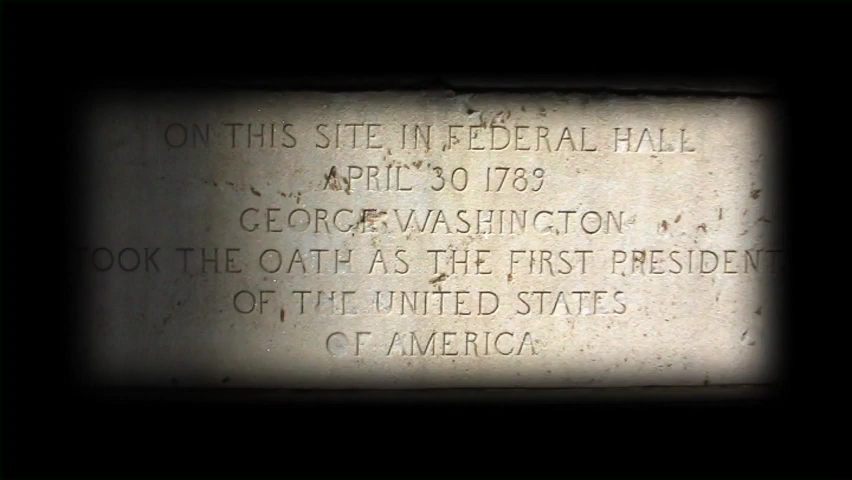 ON THIS SITE IN FEDERAL HALL
APRIL 30 1789
GEORGE WASHINGTON
TOOK THE OATH AS THE FIRST PRESIDENT
OF THE UNITED STATES
OF AMERICA